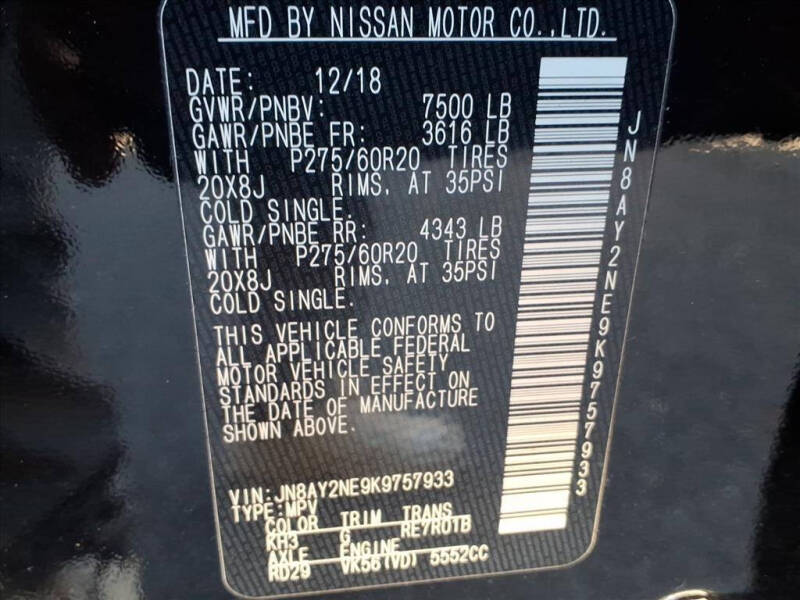 MFD BY NISSAN MOTOR CO.,LTD.
DATE: 12/18
GVWR/PNBV: 7500 LB
GAWR/PNBE FR: 3616 LB
WITH P275/60R20 TIRES
20X8J RIMS, AT 35PSI
COLD SINGLE.
GAWR/PNBE RR: 4343 LB
WITH P275/60R20 TIRES
20X8J RIMS, AT 35PSI
COLD SINGLE.
THIS VEHICLE CONFORMS TO
ALL APPLICABLE FEDERAL
MOTOR VEHICLE SAFETY
STANDARDS IN EFFECT ON
THE DATE OF MANUFACTURE
SHOWN ABOVE.
VIN:JN8AY2NE9K9757933
TYPE:MPV
COLOR TRIM TRANS
KH3 G RE7R01B
AXLE ENGINE
RD29 VK56(VD) 5552CC
JN8AY2NE9K9757933